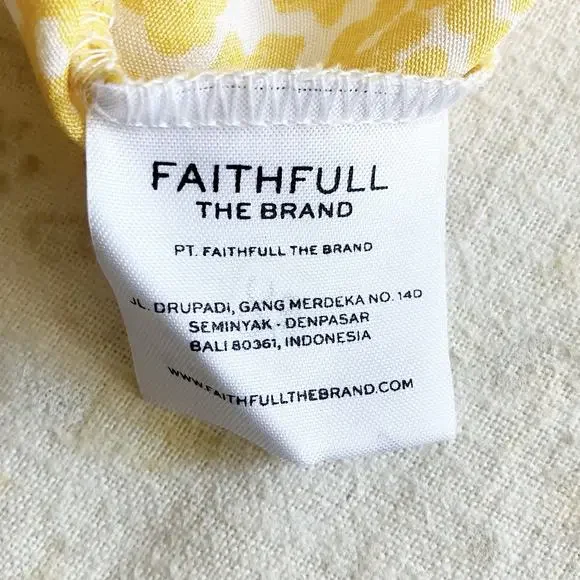 FAITHFULL
THE BRAND
PT. FAITHFULL THE BRAND
JL. DRUPADI, GANG MERDEKA NO. 14D
SEMINYAK - DENPASAR
BALI 80361, INDONESIA
WWW.FAITHFULLTHEBRAND.COM